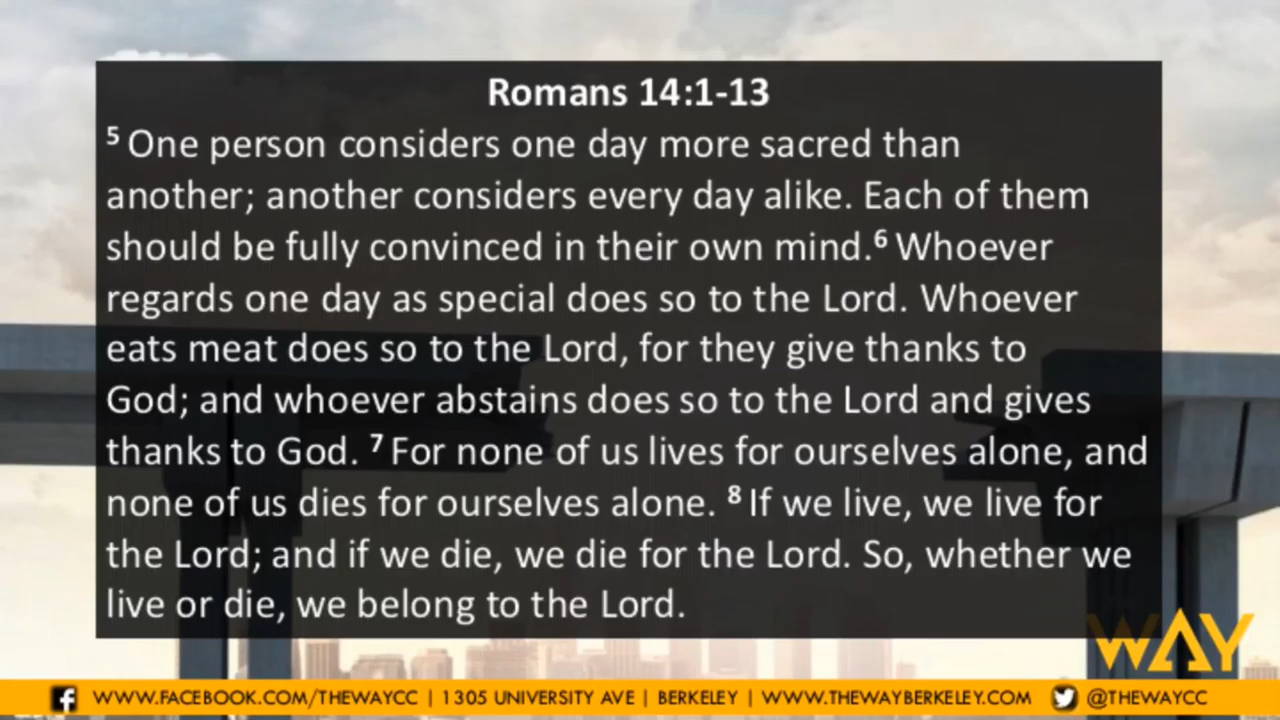 Romans 14:1-13
⁵ One person considers one day more sacred than
another; another considers every day alike. Each of them
should be fully convinced in their own mind.⁶ Whoever
regards one day as special does so to the Lord. Whoever
eats meat does so to the Lord, for they give thanks to
God; and whoever abstains does so to the Lord and gives
thanks to God. ⁷ For none of us lives for ourselves alone, and
none of us dies for ourselves alone. ⁸ If we live, we live for
the Lord; and if we die, we die for the Lord. So, whether we
live or die, we belong to the Lord.
WAY
WWW.FACEBOOK.COM/THEWAYCC | 1305 UNIVERSITY AVE | BERKELEY | WWW.THEWAYBERKELEY.COM @THEWAYCC